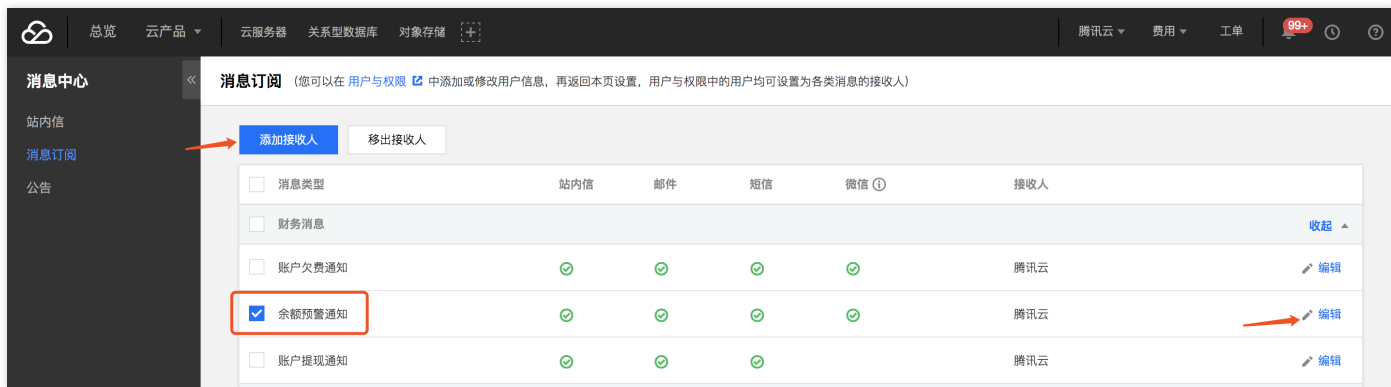 总览 云产品 云服务器 关系型数据库 对象存储 腾讯云 费用 工单 99+
消息中心
站内信
消息订阅
公告
消息订阅 (您可以在 用户与权限 中添加或修改用户信息，再返回本页设置，用户与权限中的用户均可设置为各类消息的接收人)
添加接收人 移出接收人
消息类型 站内信 邮件 短信 微信 接收人
财务消息 收起
账户欠费通知 腾讯云 编辑
余额预警通知 腾讯云 编辑
账户提现通知 腾讯云 编辑